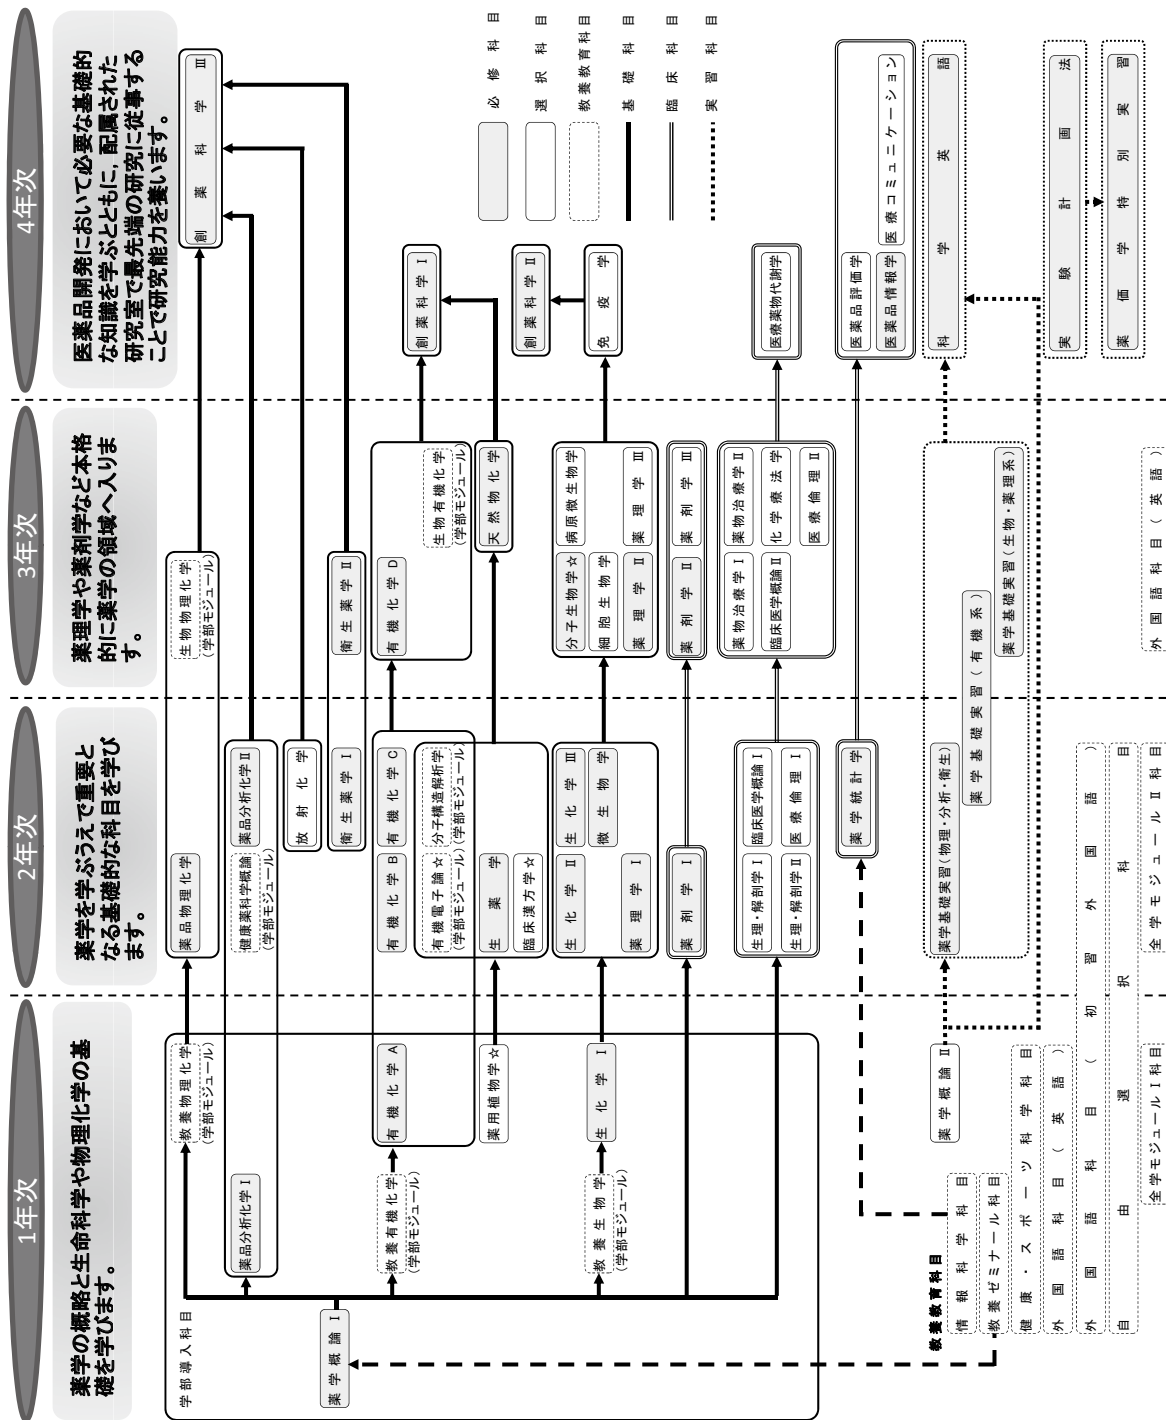 1年次
薬学の概略と生命科学や物理化学の基
礎を学びます。
学部導入科目
薬学概論Ⅰ
薬品分析化学Ⅰ
教養物理化学
(学部モジュール)
教養有機化学
(学部モジュール)
有機化学A
薬用植物学☆
教養生物学
(学部モジュール)
生化学Ⅰ
薬学概論Ⅱ
教養教育科目
情報科学科目
教養ゼミナール科目
健康・スポーツ科学科目
外国語科目(英語)
外国語科目(初習外国語)
自由選択科目
全学モジュールⅠ科目
2年次
薬学を学ぶうえで重要と
なる基礎的な科目を学び
ます。
薬品物理化学
健康薬科学概論
(学部モジュール)
薬品分析化学Ⅱ
放射化学
衛生薬学Ⅰ
有機化学B
有機化学C
有機電子論☆
(学部モジュール)
分子構造解析学
(学部モジュール)
生薬学
臨床漢方学☆
生化学Ⅱ
生化学Ⅲ
微生物学
薬理学Ⅰ
薬剤学Ⅰ
生理・解剖学Ⅰ
臨床医学概論Ⅰ
生理・解剖学Ⅱ
医療倫理Ⅰ
薬学統計学
薬学基礎実習(物理・分析・衛生)
薬学基礎実習(有機系)
全学モジュールⅡ科目
3年次
薬理学や薬剤学など本格
的に薬学の領域へ入りま
す。
生物物理化学
(学部モジュール)
衛生薬学Ⅱ
有機化学D
生物有機化学
(学部モジュール)
天然物化学
分子生物学☆
病原微生物学
細胞生物学
薬理学Ⅱ
薬理学Ⅲ
薬剤学Ⅱ
薬剤学Ⅲ
薬物治療学Ⅰ
薬物治療学Ⅱ
臨床医学概論Ⅱ
化学療法学
医療倫理Ⅱ
薬学基礎実習(生物・薬理系)
外国語科目(英語)
4年次
医薬品開発において必要な基礎的
な知識を学ぶとともに,配属された
研究室で最先端の研究に従事する
ことで研究能力を養います。
創薬科学Ⅲ
創薬科学Ⅰ
創薬科学Ⅱ
免疫学
医療薬物代謝学
医薬品評価学
医薬品情報学
医療コミュニケーション
科学英語
実験計画法
薬価学特別実習
必修科目
選択科目
教養教育科目
基礎科目
臨床科目
実習科目